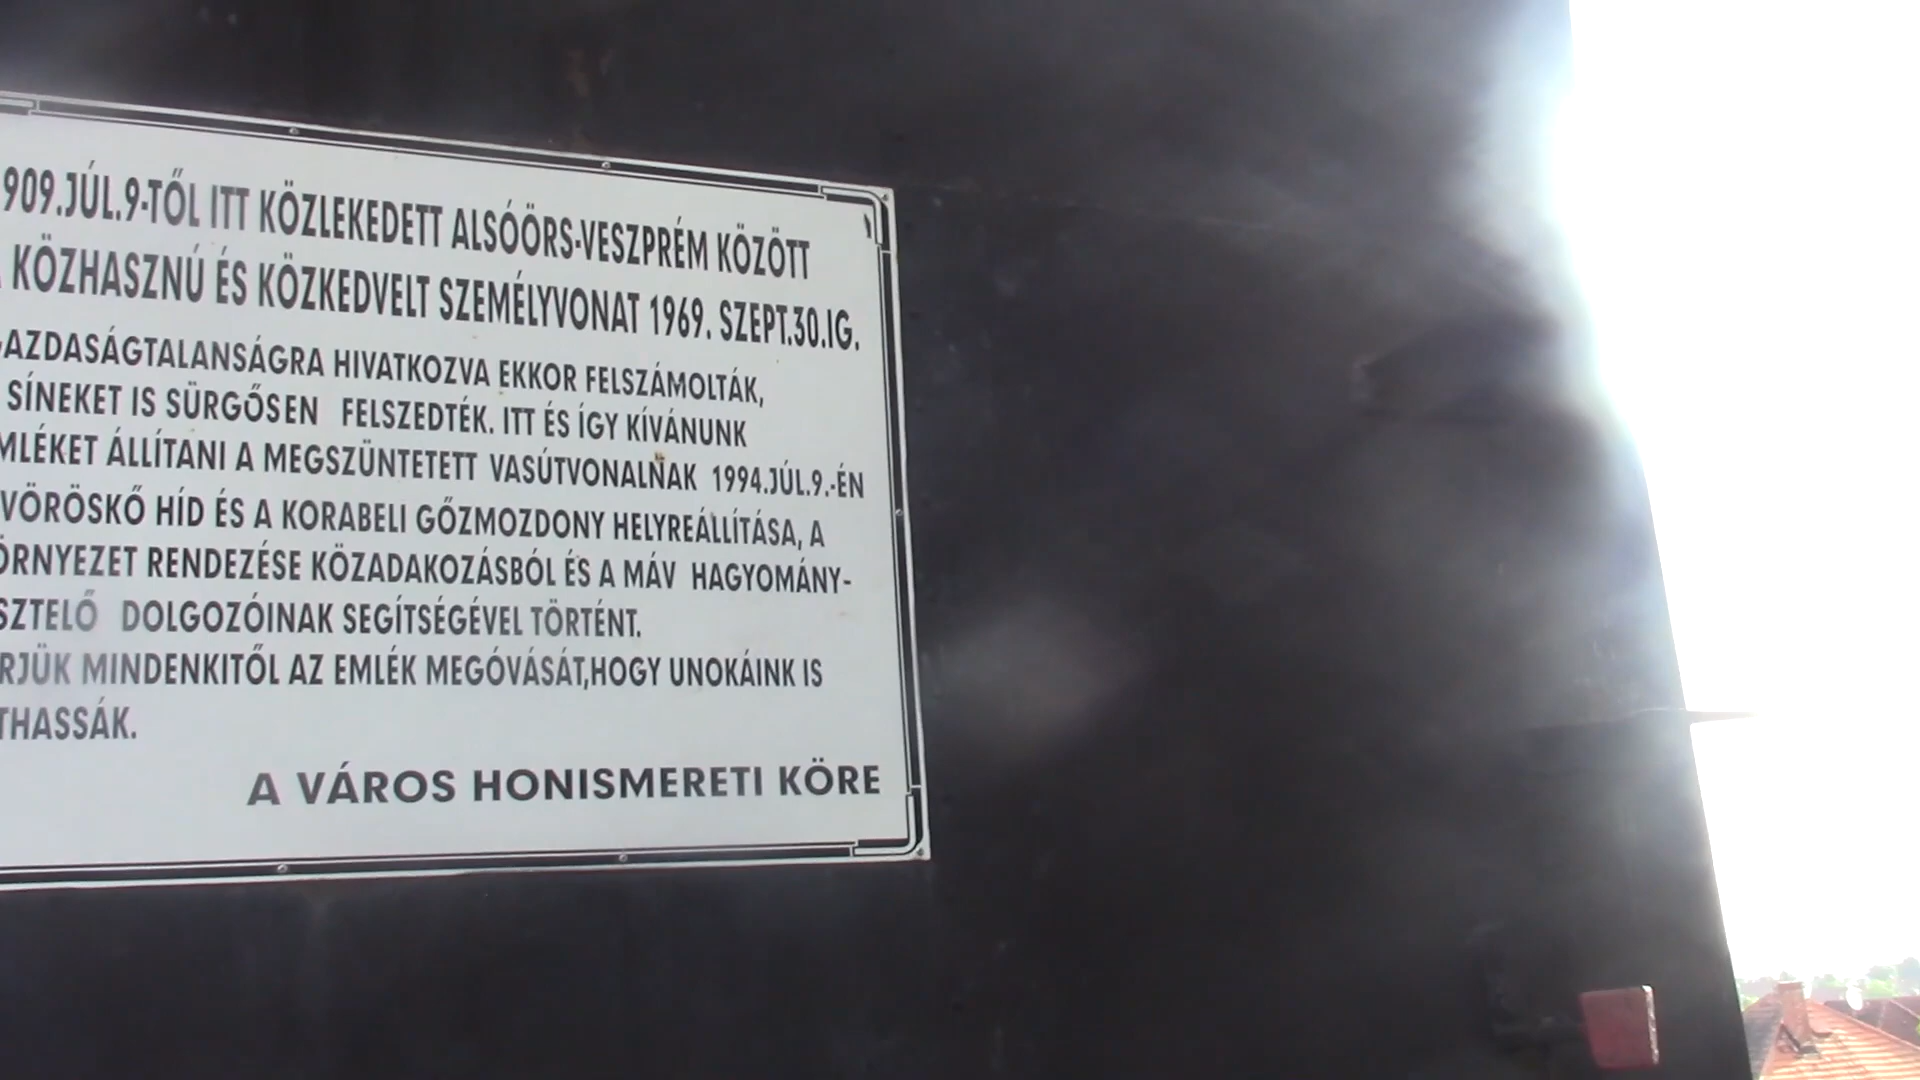 909.JÚL.9-TŐL ITT KÖZLEKEDETT ALSÓÖRS-VESZPRÉM KÖZÖTT
KÖZHASZNÚ ÉS KÖZKEDVELT SZEMÉLYVONAT 1969. SZEPT.30.IG.
GAZDASÁGTALANSÁGRA HIVATKOZVA EKKOR FELSZÁMOLTÁK,
SÍNEKET IS SÜRGŐSEN FELSZEDTÉK. ITT ÉS ÍGY KÍVÁNUNK
MLÉKET ÁLLÍTANI A MEGSZÜNTETETT VASÚTVONALNAK 1994.JÚL.9.-ÉN
VÖRÖSKŐ HÍD ÉS A KORABELI GŐZMOZDONY HELYREÁLLÍTÁSA, A
ÖRNYEZET RENDEZÉSE KÖZADAKOZÁSBÓL ÉS A MÁV HAGYOMÁNY-
SZTELŐ DOLGOZÓINAK SEGÍTSÉGÉVEL TÖRTÉNT.
RJÜK MINDENKITŐL AZ EMLÉK MEGÓVÁSÁT,HOGY UNOKÁINK IS
THASSÁK.
A VÁROS HONISMERETI KÖRE